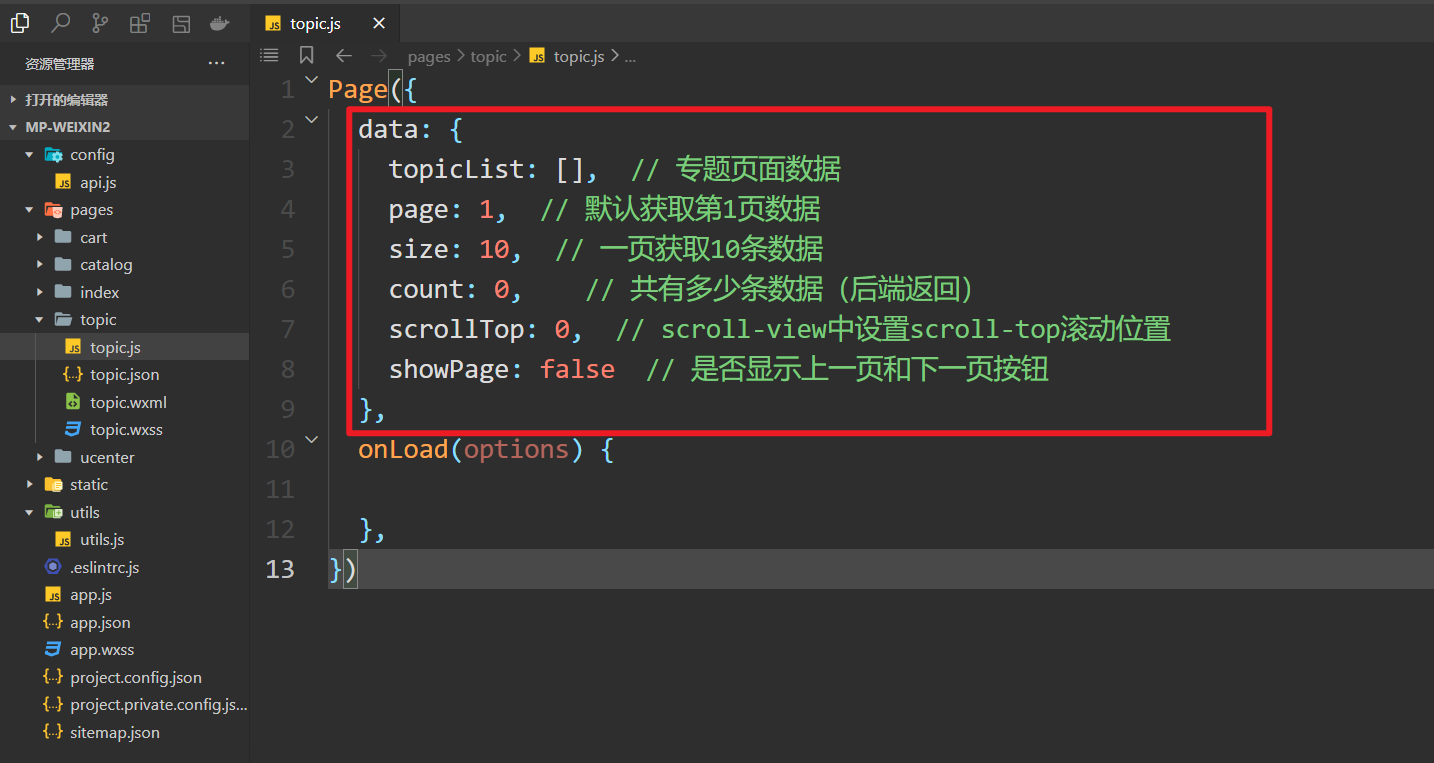 topic.js
资源管理器
pages topic topic.js ...
打开的编辑器
MP-WEIXIN2
config
api.js
pages
cart
catalog
index
topic
topic.js
topic.json
topic.wxml
topic.wxss
ucenter
static
utils
utils.js
.eslintrc.js
app.js
app.json
app.wxss
project.config.json
project.private.config.js...
sitemap.json
1 Page({
2 data: {
3 topicList: [], // 专题页面数据
4 page: 1, // 默认获取第1页数据
5 size: 10, // 一页获取10条数据
6 count: 0, // 共有多少条数据（后端返回）
7 scrollTop: 0, // scroll-view中设置scroll-top滚动位置
8 showPage: false // 是否显示上一页和下一页按钮
9 },
10 onLoad(options) {
11
12 },
13 })